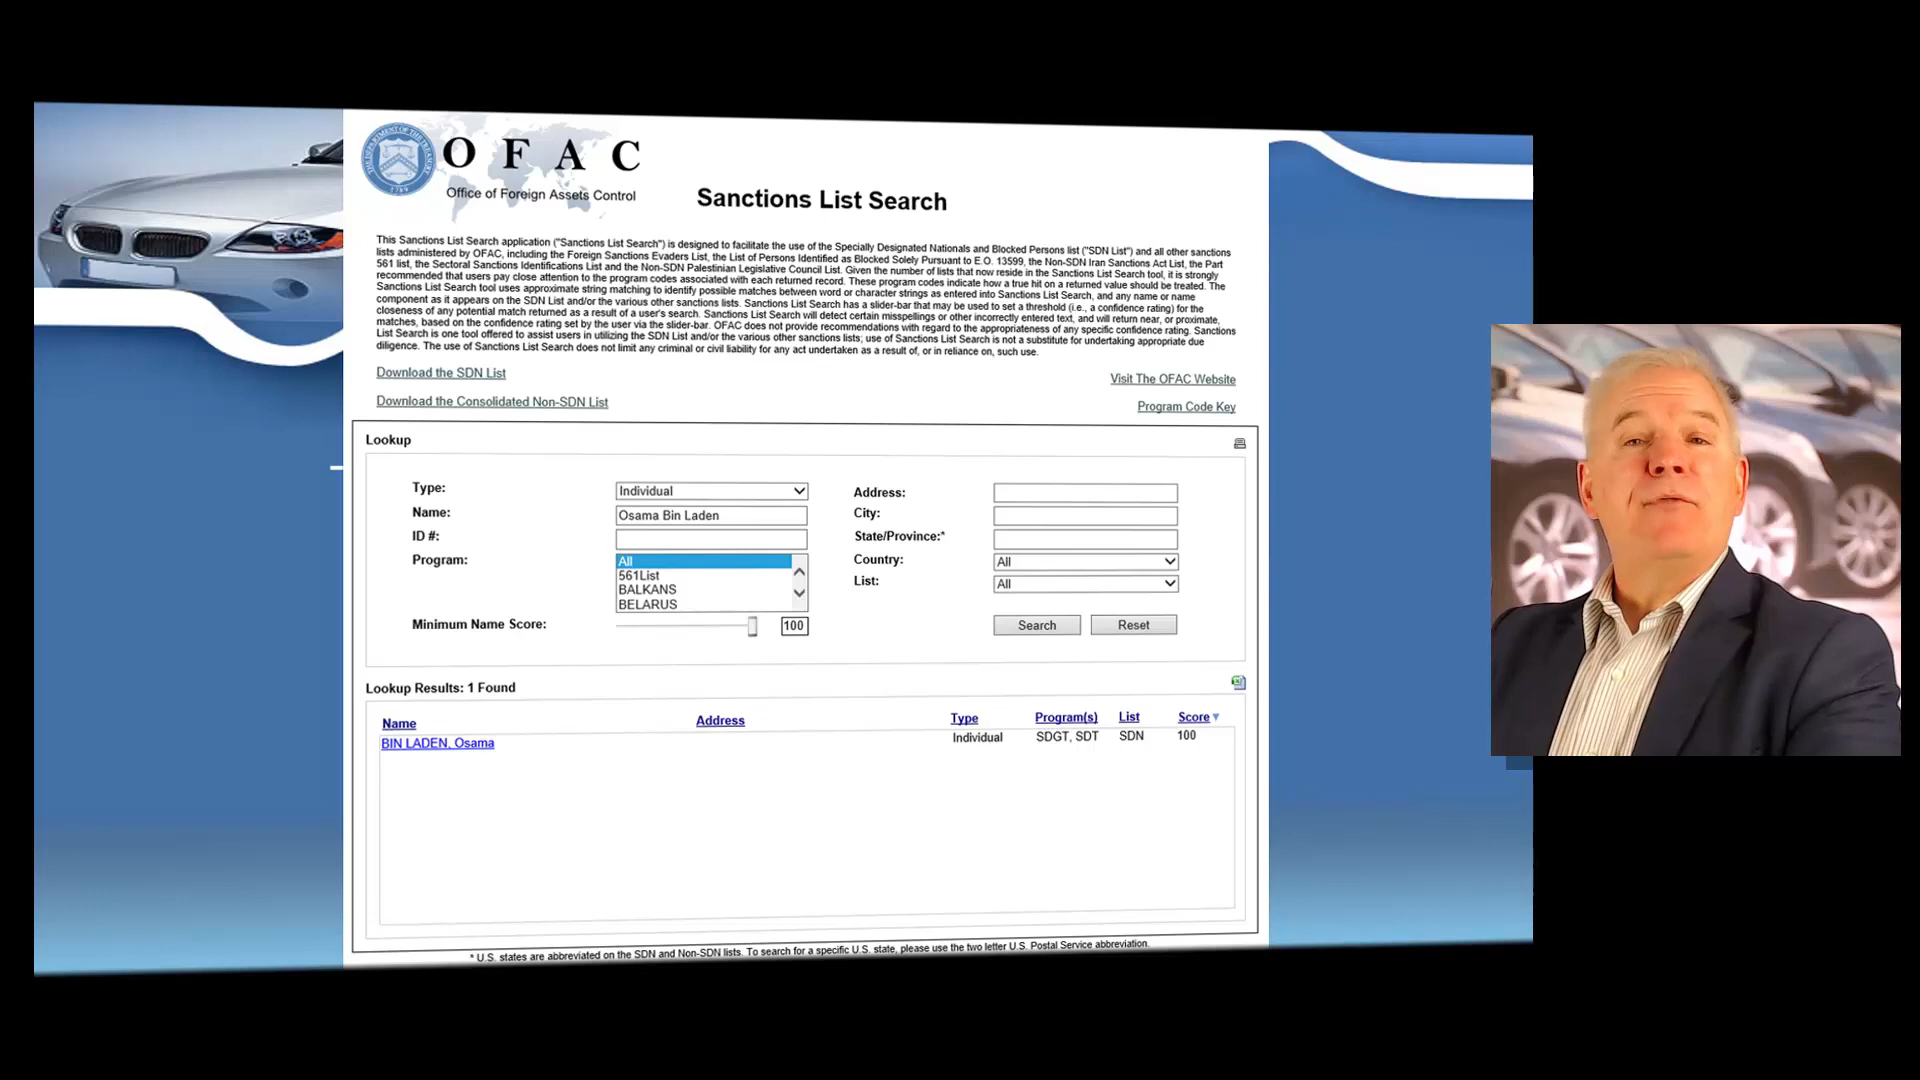 OFAC
Office of Foreign Assets Control
Sanctions List Search
This Sanctions List Search application ("Sanctions List Search") is designed to facilitate the use of the Specially Designated Nationals and Blocked Persons list ("SDN List") and all other sanctions
lists administered by OFAC, including the Foreign Sanctions Evaders List, the List of Persons Identified as Blocked Solely Pursuant to E.O. 13599, the Non-SDN Iran Sanctions Act List, the Part
561 list, the Sectoral Sanctions Identifications List and the Non-SDN Palestinian Legislative Council List. Given the number of lists that now reside in the Sanctions List Search tool, it is strongly
recommended that users pay close attention to the program codes associated with each returned record. These program codes indicate how a true hit on a returned value should be treated. The
Sanctions List Search tool uses approximate string matching to identify possible matches between word or character strings as entered into Sanctions List Search, and any name or name
component as it appears on the SDN List and/or the various other sanctions lists. Sanctions List Search has a slider-bar that may be used to set a threshold (i.e., a confidence rating) for the
closeness of any potential match returned as a result of a user's search. Sanctions List Search will detect certain misspellings or other incorrectly entered text, and will return near, or proximate,
matches, based on the confidence rating set by the user via the slider-bar. OFAC does not provide recommendations with regard to the appropriateness of any specific confidence rating. Sanctions
List Search is one tool offered to assist users in utilizing the SDN List and/or the various other sanctions lists; use of Sanctions List Search is not a substitute for undertaking appropriate due
diligence. The use of Sanctions List Search does not limit any criminal or civil liability for any act undertaken as a result of, or in reliance on, such use.
Download the SDN List
Visit The OFAC Website
Download the Consolidated Non-SDN List
Program Code Key
Lookup
Type: Individual Address:
Name: Osama Bin Laden City:
ID #: State/Province:*
Program: All Country: All
561List List: All
BALKANS
BELARUS
Minimum Name Score: 100 Search Reset
Lookup Results: 1 Found
Name Address Type Program(s) List Score
BIN LADEN, Osama Individual SDGT, SDT SDN 100
* U.S. states are abbreviated on the SDN and Non-SDN lists. To search for a specific U.S. state, please use the two letter U.S. Postal Service abbreviation.